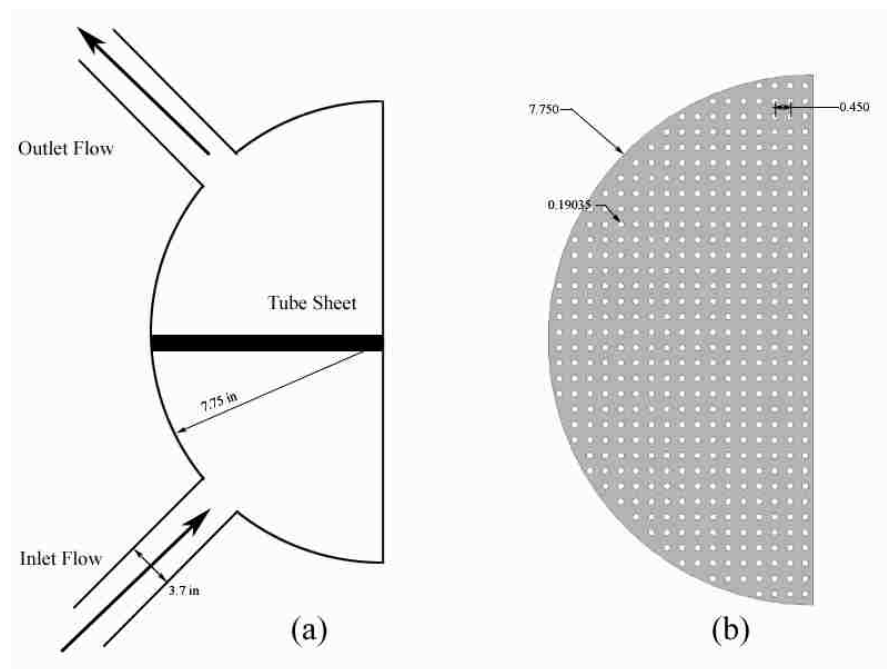 Outlet Flow
Tube Sheet
7.75 in
Inlet Flow
3.7 in
(a)
7.750
0.450
0.19035
(b)